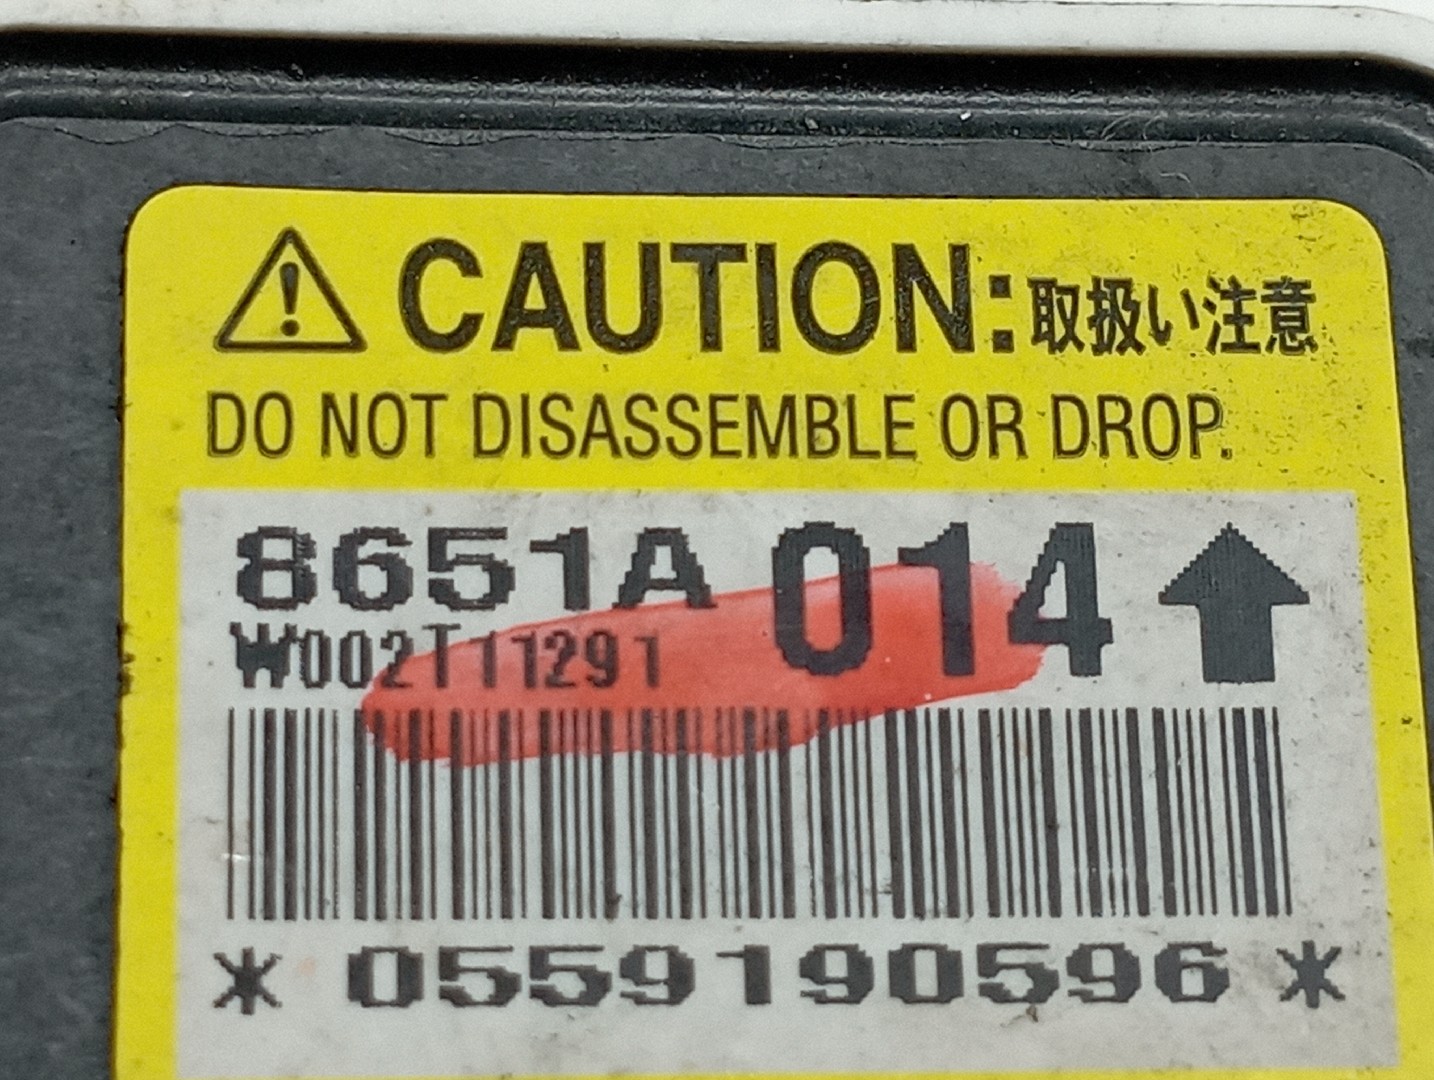 CAUTION:取扱い注意
DO NOT DISASSEMBLE OR DROP.
8651A 014
W002T11291
* 0559190596 *